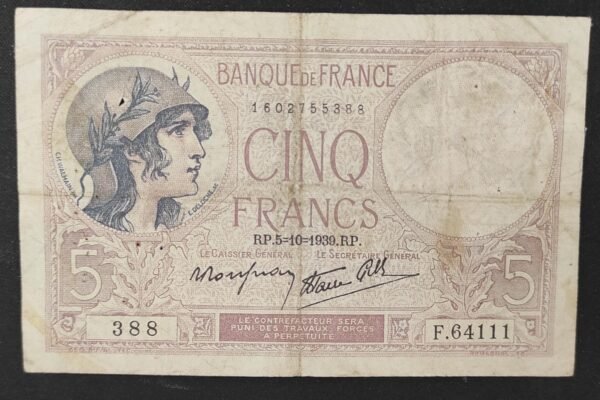 BANQUE DE FRANCE
1602755388
CINQ
FRANCS
RP.5=10=1939.RP.
LE CAISSIER GÉNÉRAL LE SECRÉTAIRE GÉNÉRAL
5 5
388 F.64111
LE CONTREFACTEUR SERA
PUNI DES TRAVAUX FORCÉS
A PERPÉTUITÉ